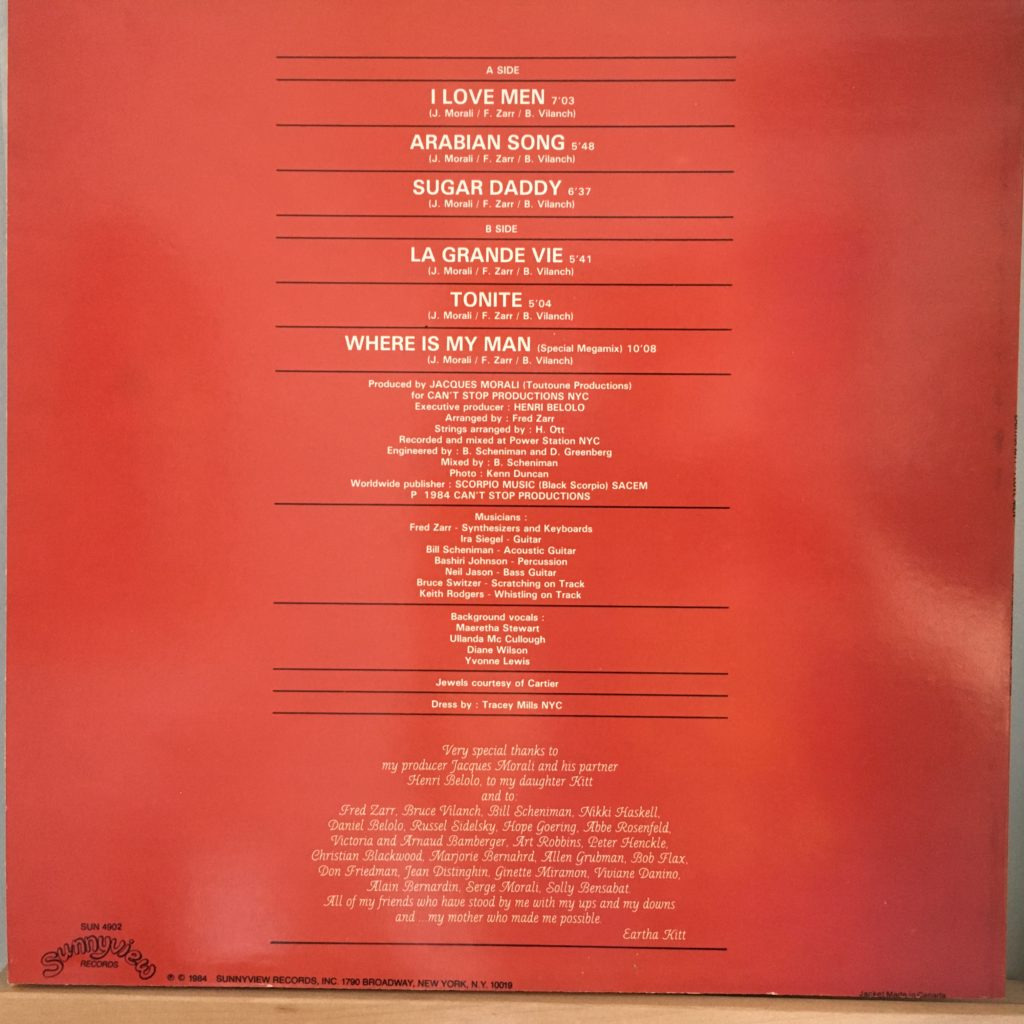 A SIDE
I LOVE MEN 7'03
(J. Morali / F. Zarr / B. Vilanch)
ARABIAN SONG 5'48
(J. Morali / F. Zarr / B. Vilanch)
SUGAR DADDY 6'37
(J. Morali / F. Zarr / B. Vilanch)
B SIDE
LA GRANDE VIE 5'41
(J. Morali / F. Zarr / B. Vilanch)
TONITE 5'04
(J. Morali / F. Zarr / B. Vilanch)
WHERE IS MY MAN (Special Megamix) 10'08
(J. Morali / F. Zarr / B. Vilanch)
Produced by JACQUES MORALI (Toutoune Productions)
for CAN'T STOP PRODUCTIONS NYC
Executive producer : HENRI BELOLO
Arranged by : Fred Zarr
Strings arranged by : H. Ott
Recorded and mixed at Power Station NYC
Engineered by : B. Scheniman and D. Greenberg
Mixed by : B. Scheniman
Photo : Kenn Duncan
Worldwide publisher : SCORPIO MUSIC (Black Scorpio) SACEM
P 1984 CAN'T STOP PRODUCTIONS
Musicians :
Fred Zarr - Synthesizers and Keyboards
Ira Siegel - Guitar
Bill Scheniman - Acoustic Guitar
Bashiri Johnson - Percussion
Neil Jason - Bass Guitar
Bruce Switzer - Scratching on Track
Keith Rodgers - Whistling on Track
Background vocals :
Maeretha Stewart
Ullanda Mc Cullough
Diane Wilson
Yvonne Lewis
Jewels courtesy of Cartier
Dress by : Tracey Mills NYC
Very special thanks to
my producer Jacques Morali and his partner
Henri Belolo, to my daughter Kitt
and to:
Fred Zarr, Bruce Vilanch, Bill Scheniman, Nikki Haskell,
Daniel Belolo, Russel Sidelsky, Hope Goering, Abbe Rosenfeld,
Victoria and Arnaud Bamberger, Art Robbins, Peter Henckle,
Christian Blackwood, Marjorie Bernahrd, Allen Grubman, Bob Flax,
Don Friedman, Jean Distinghin, Ginette Miramon, Viviane Danino,
Alain Bernardin, Serge Morali, Solly Bensabat.
All of my friends who have stood by me with my ups and my downs
and ...my mother who made me possible.
Eartha Kitt
SUN 4902
Sunnyview
RECORDS
℗ © 1984 SUNNYVIEW RECORDS, INC. 1790 BROADWAY, NEW YORK, N.Y. 10019
Jacket Made in Canada